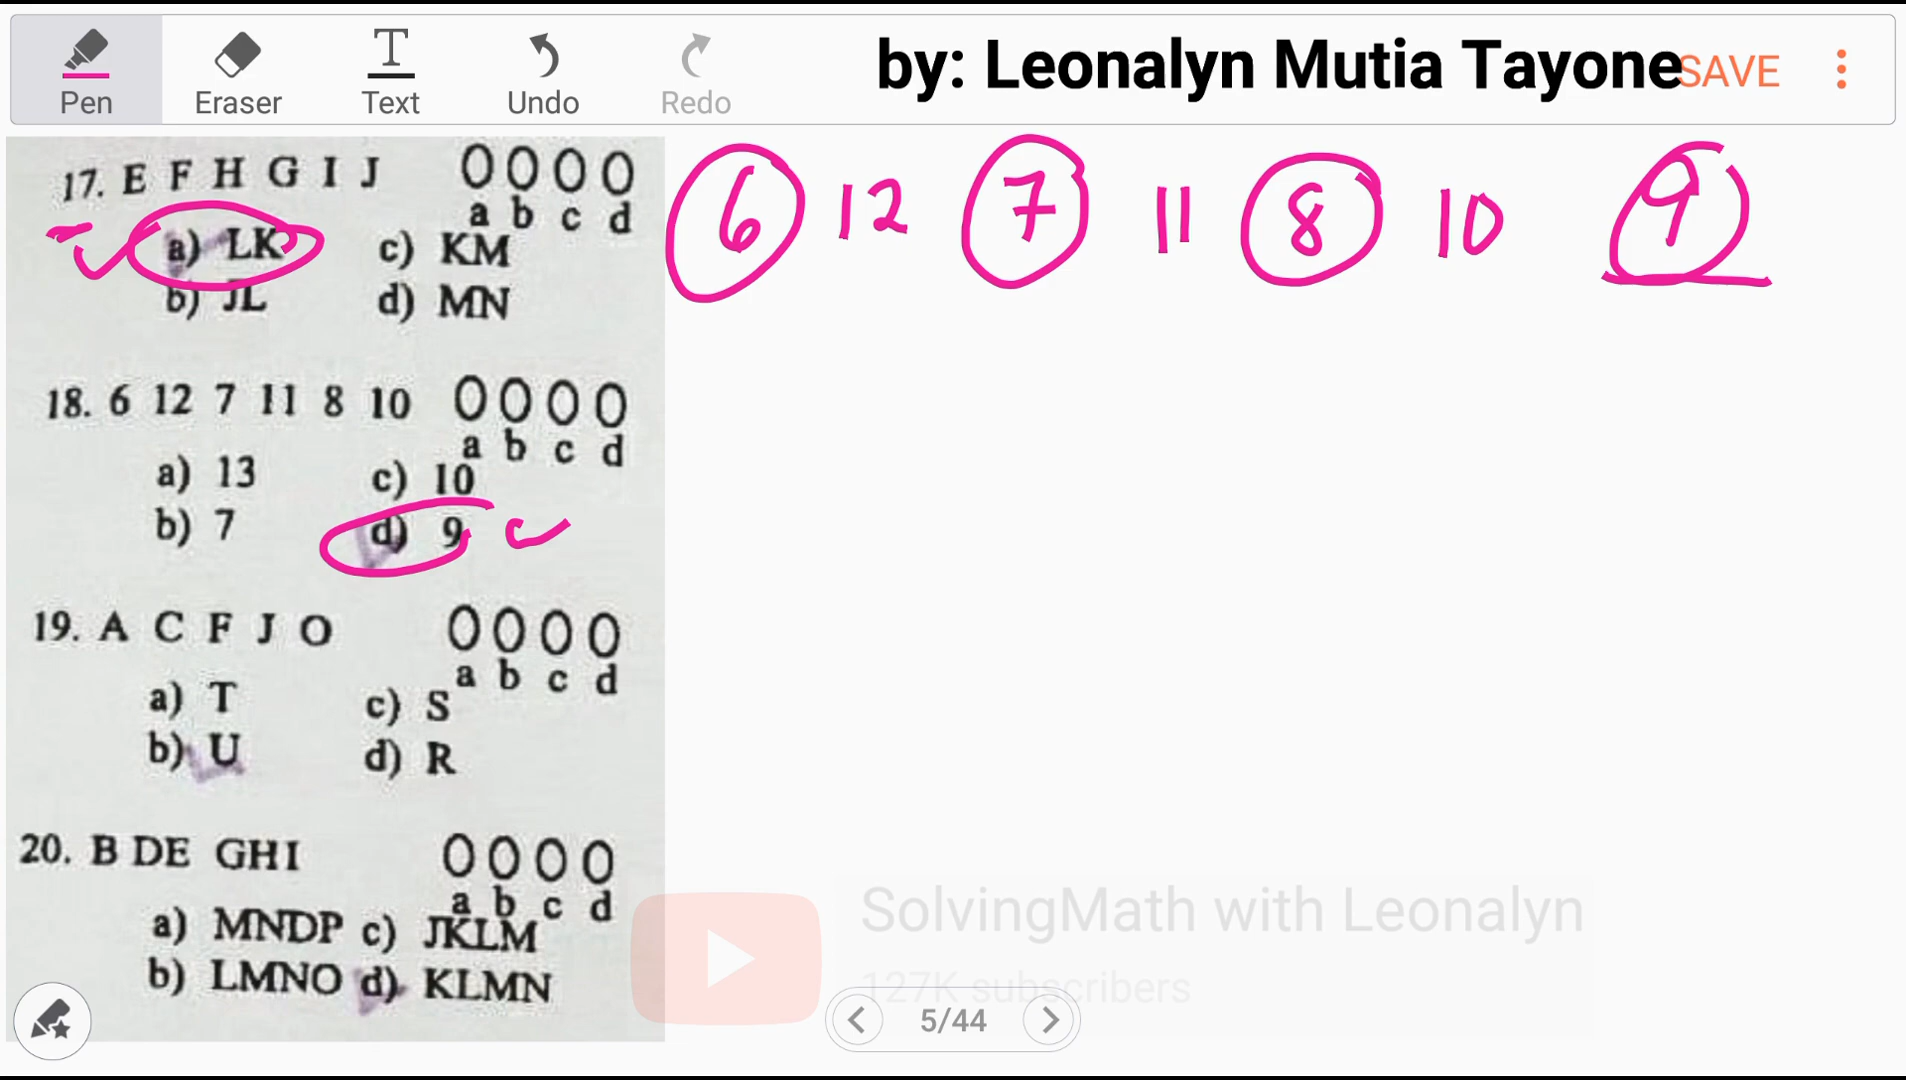 Pen Eraser Text Undo Redo by: Leonalyn Mutia Tayone SAVE
17. E F H G I J
a b c d
a) LK c) KM
b) JL d) MN
6 12 7 11 8 10 9
18. 6 12 7 11 8 10
a b c d
a) 13 c) 10
b) 7 d) 9
19. A C F J O
a b c d
a) T c) S
b) U d) R
20. B DE GHI
a b c d
a) MNDP c) JKLM
b) LMNO d) KLMN
SolvingMath with Leonalyn
127K subscribers
5/44